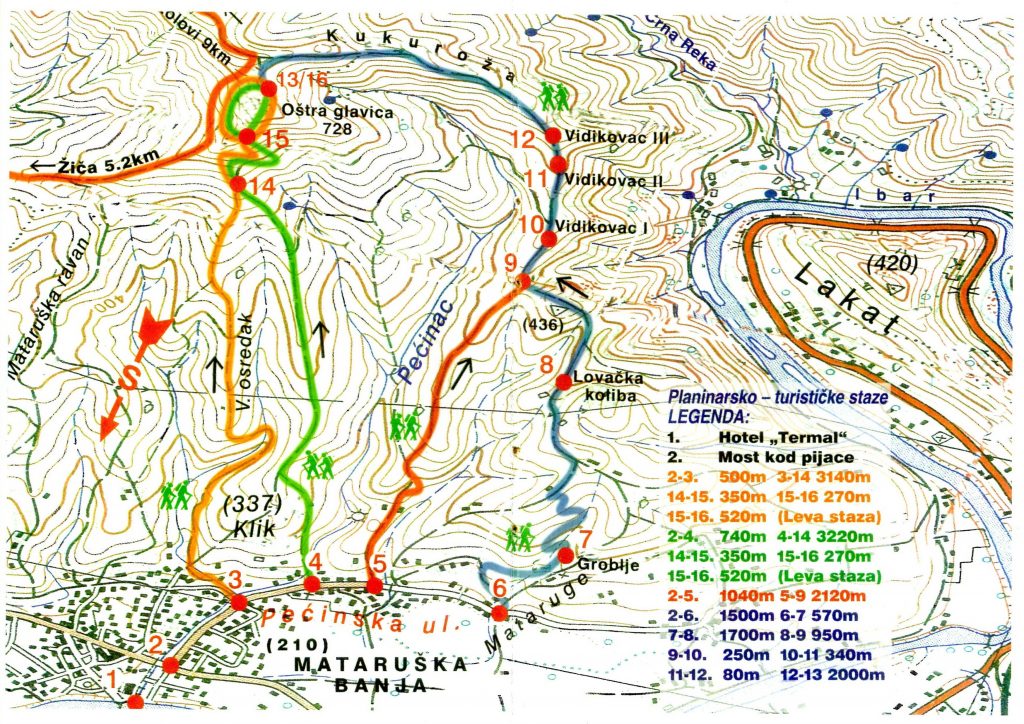 olovi 9km
Kukuroža
Crna Reka
13/16
Oštra glavica
728
15
Žiča 5.2km
14
12
Vidikovac III
11
Vidikovac II
10
Vidikovac I
9
Ibar
(420)
Lakat
Mataruška ravan
400
S
V. osredak
Pećinac
(436)
8
Lovačka
koliba
(337)
Klik
7
Groblje
6
Mataruge
5
4
3
Pećinska ul.
2
(210)
MATARUŠKA
BANJA
1
Planinarsko – turističke staze
LEGENDA:
1. Hotel „Termal“
2. Most kod pijace
2-3. 500m 3-14 3140m
14-15. 350m 15-16 270m
15-16. 520m (Leva staza)
2-4. 740m 4-14 3220m
14-15. 350m 15-16 270m
15-16. 520m (Leva staza)
2-5. 1040m 5-9 2120m
2-6. 1500m 6-7 570m
7-8. 1700m 8-9 950m
9-10. 250m 10-11 340m
11-12. 80m 12-13 2000m